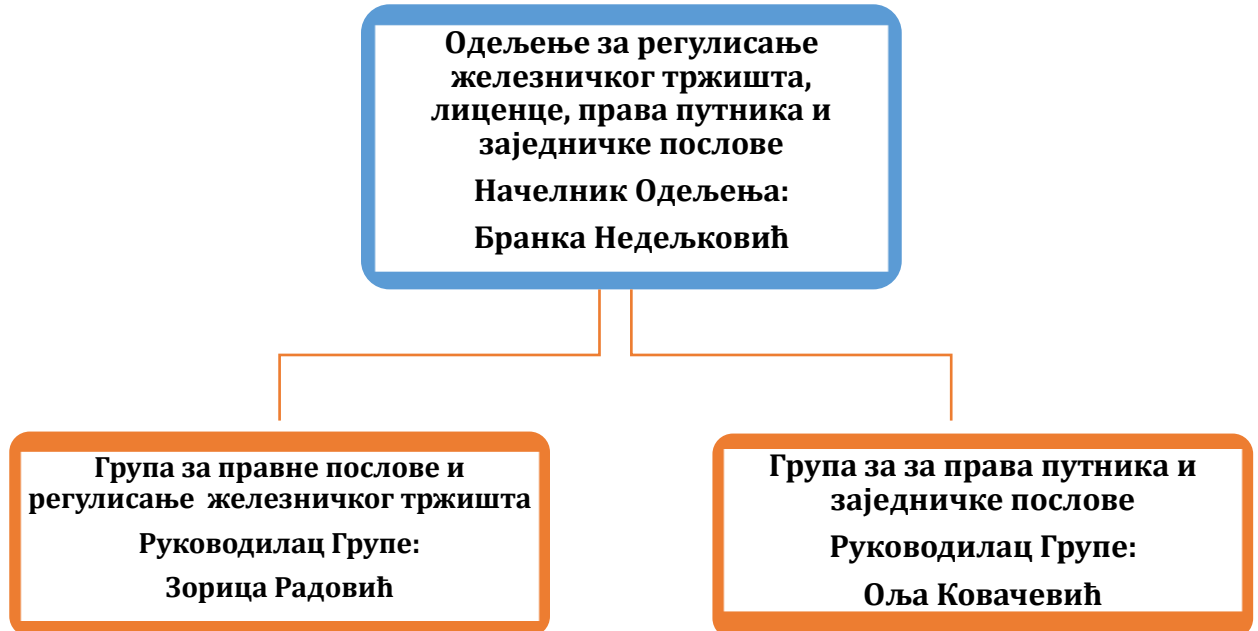 Одељење за регулисање
железничког тржишта,
лиценце, права путника и
заједничке послове
Начелник Одељења:
Бранка Недељковић
Група за правне послове и
регулисање  железничког тржишта
Руководилац Групе:
Зорица Радовић
Група за за права путника и
заједничке послове
Руководилац Групе:
Оља Ковачевић